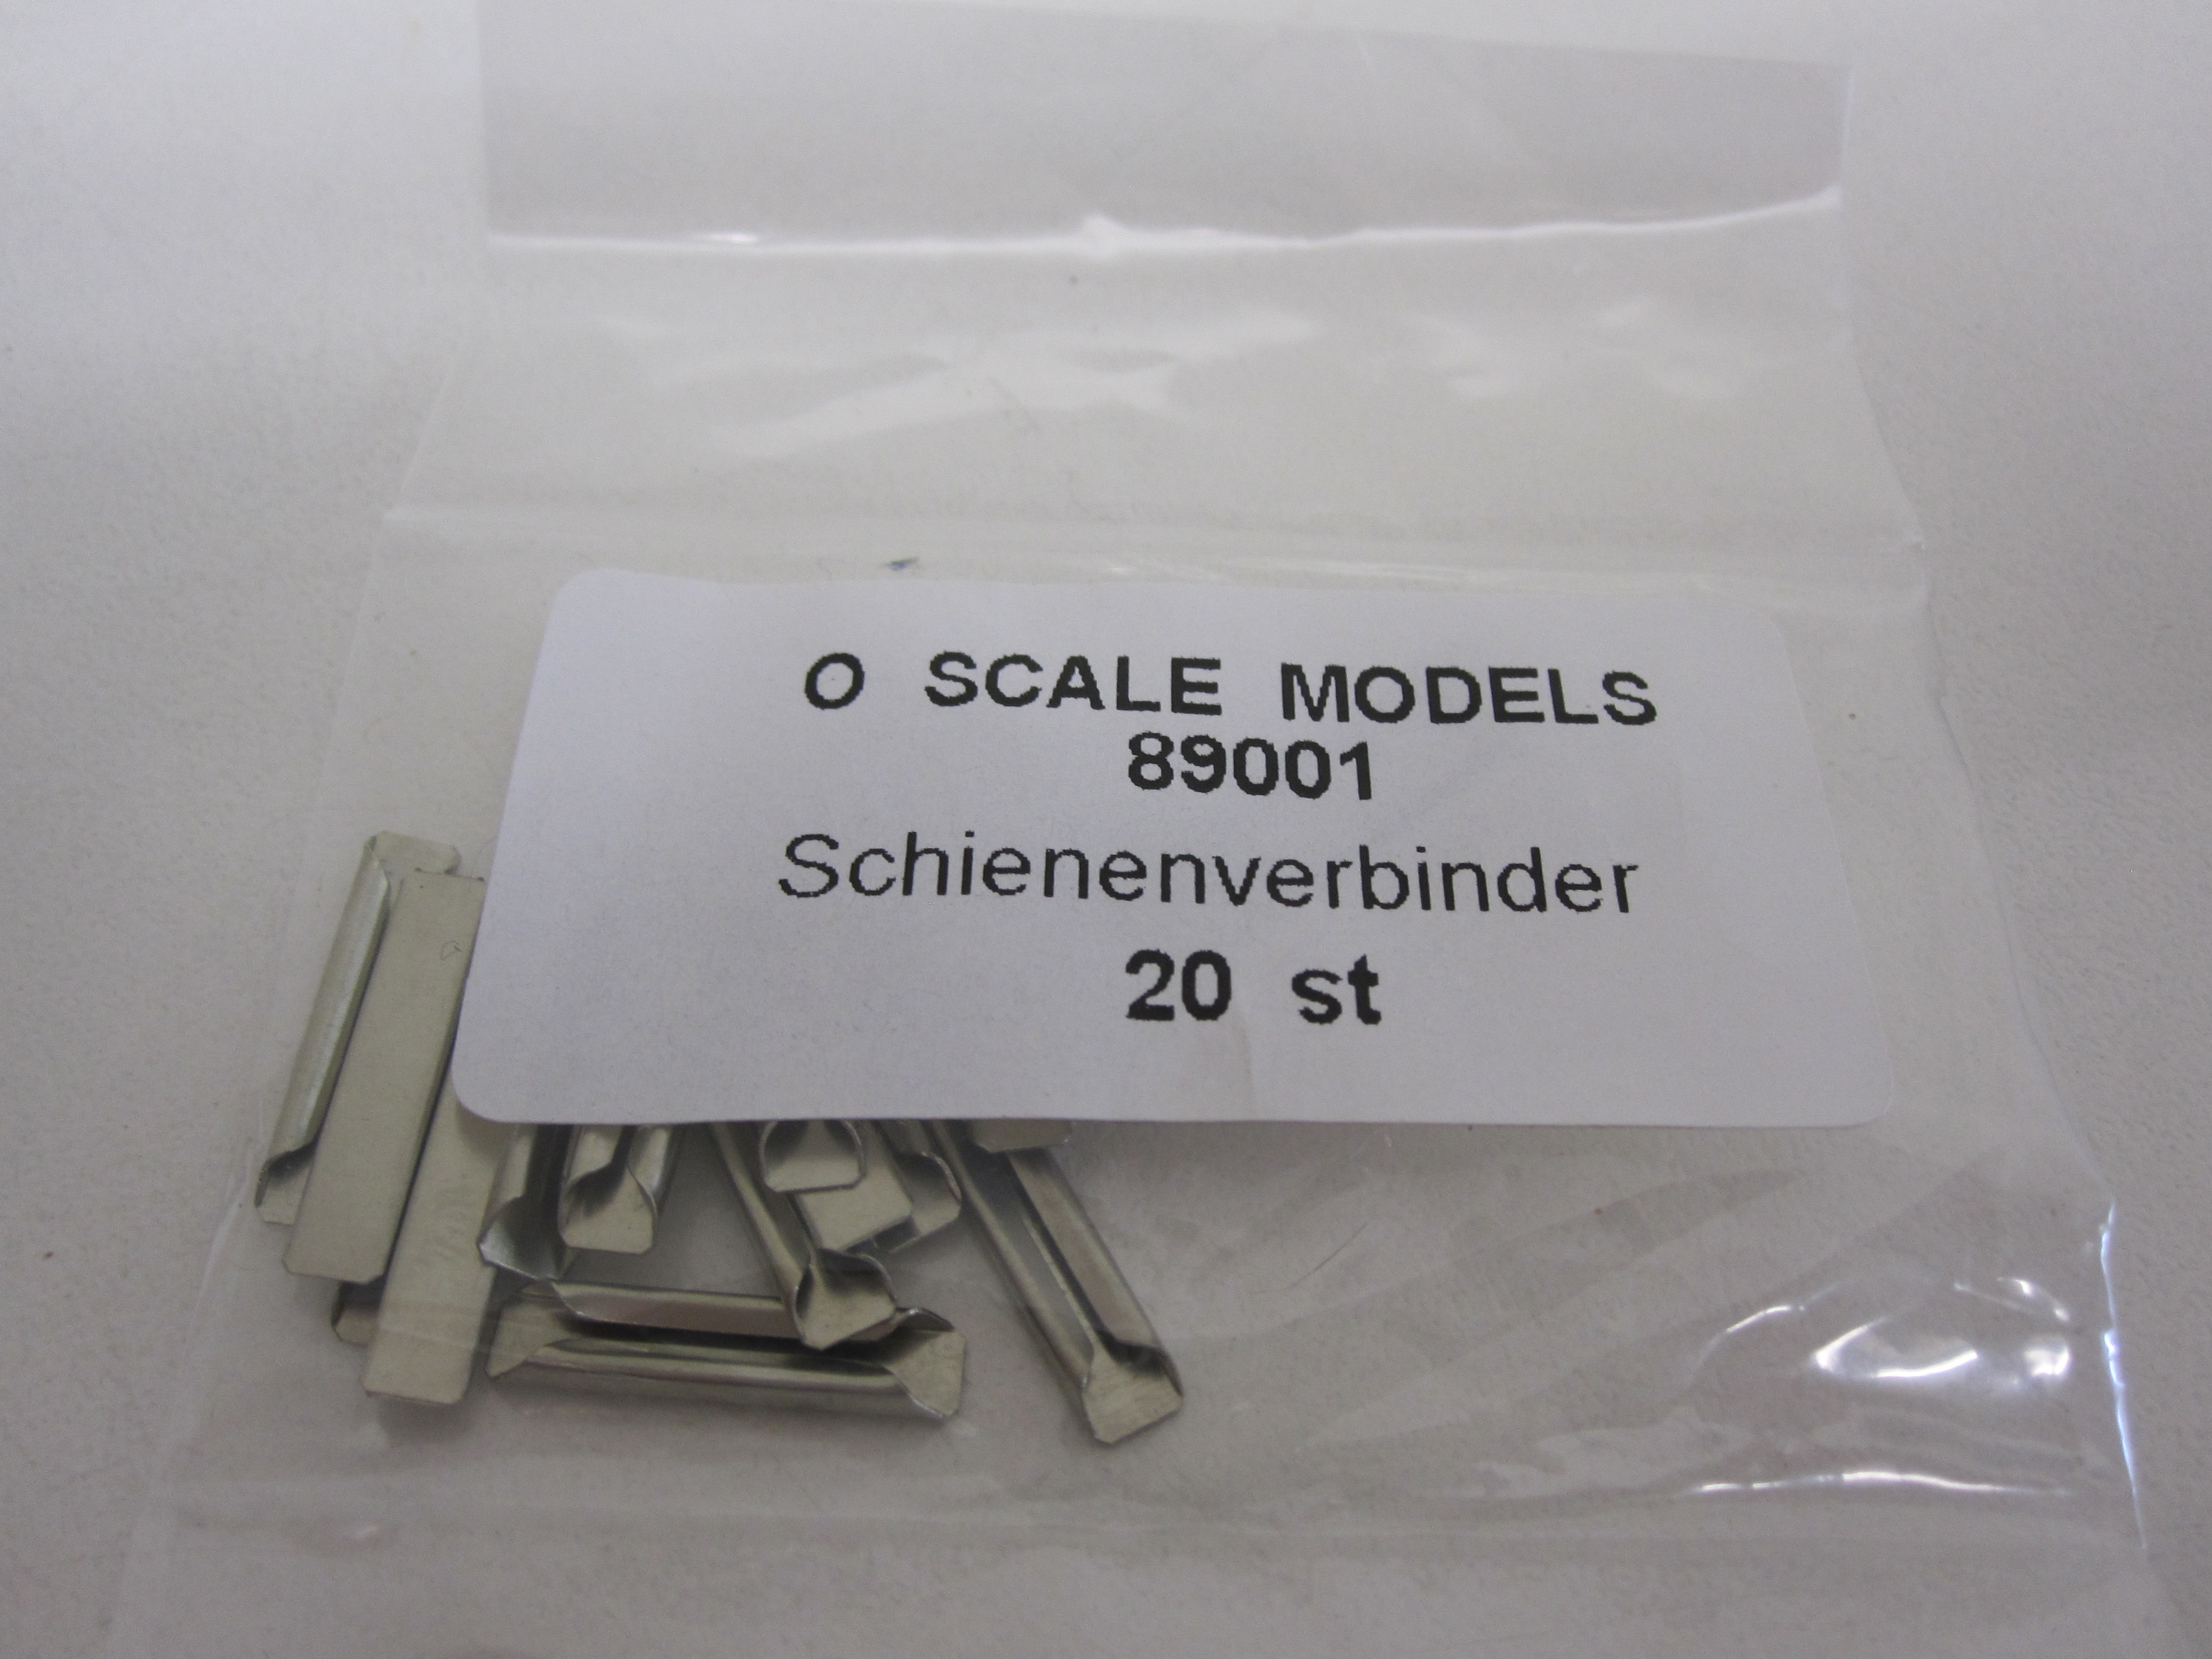 O SCALE MODELS
89001
Schienenverbinder
20 st